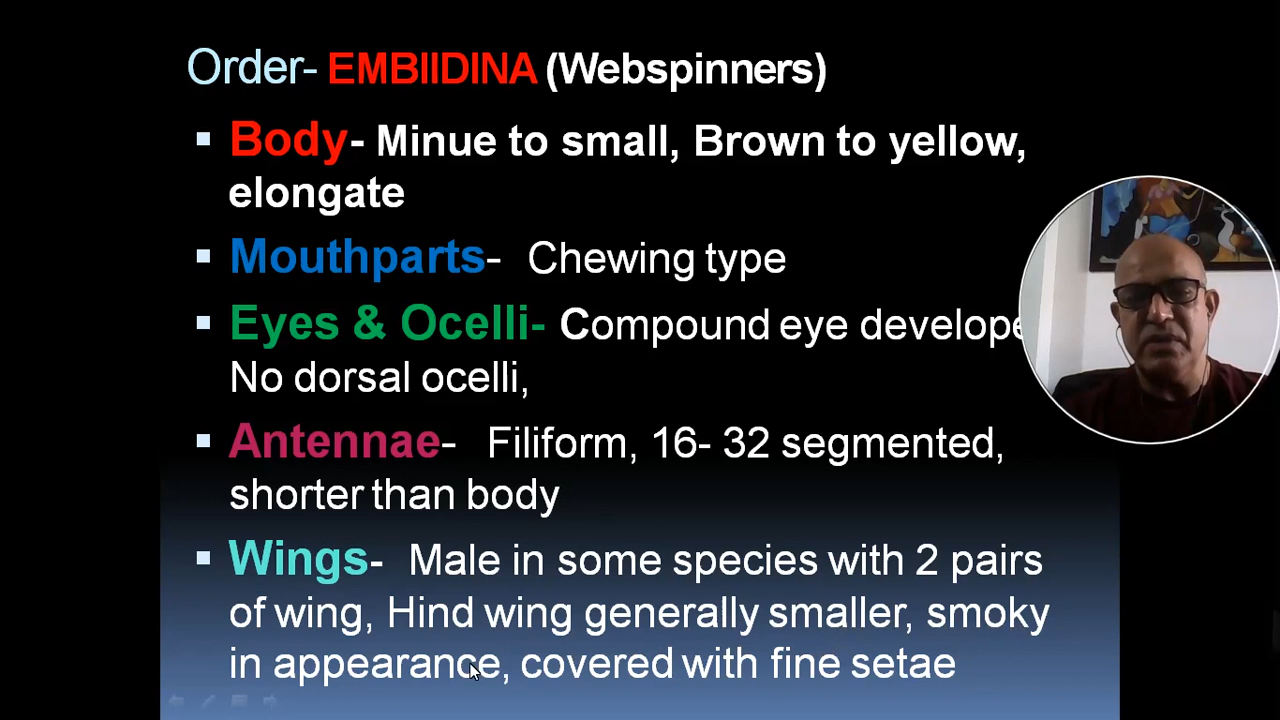 Order- EMBIIDINA (Webspinners)
▪ Body- Minue to small, Brown to yellow,
elongate
▪ Mouthparts- Chewing type
▪ Eyes & Ocelli- Compound eye develope
No dorsal ocelli,
▪ Antennae- Filiform, 16- 32 segmented,
shorter than body
▪ Wings- Male in some species with 2 pairs
of wing, Hind wing generally smaller, smoky
in appearance, covered with fine setae